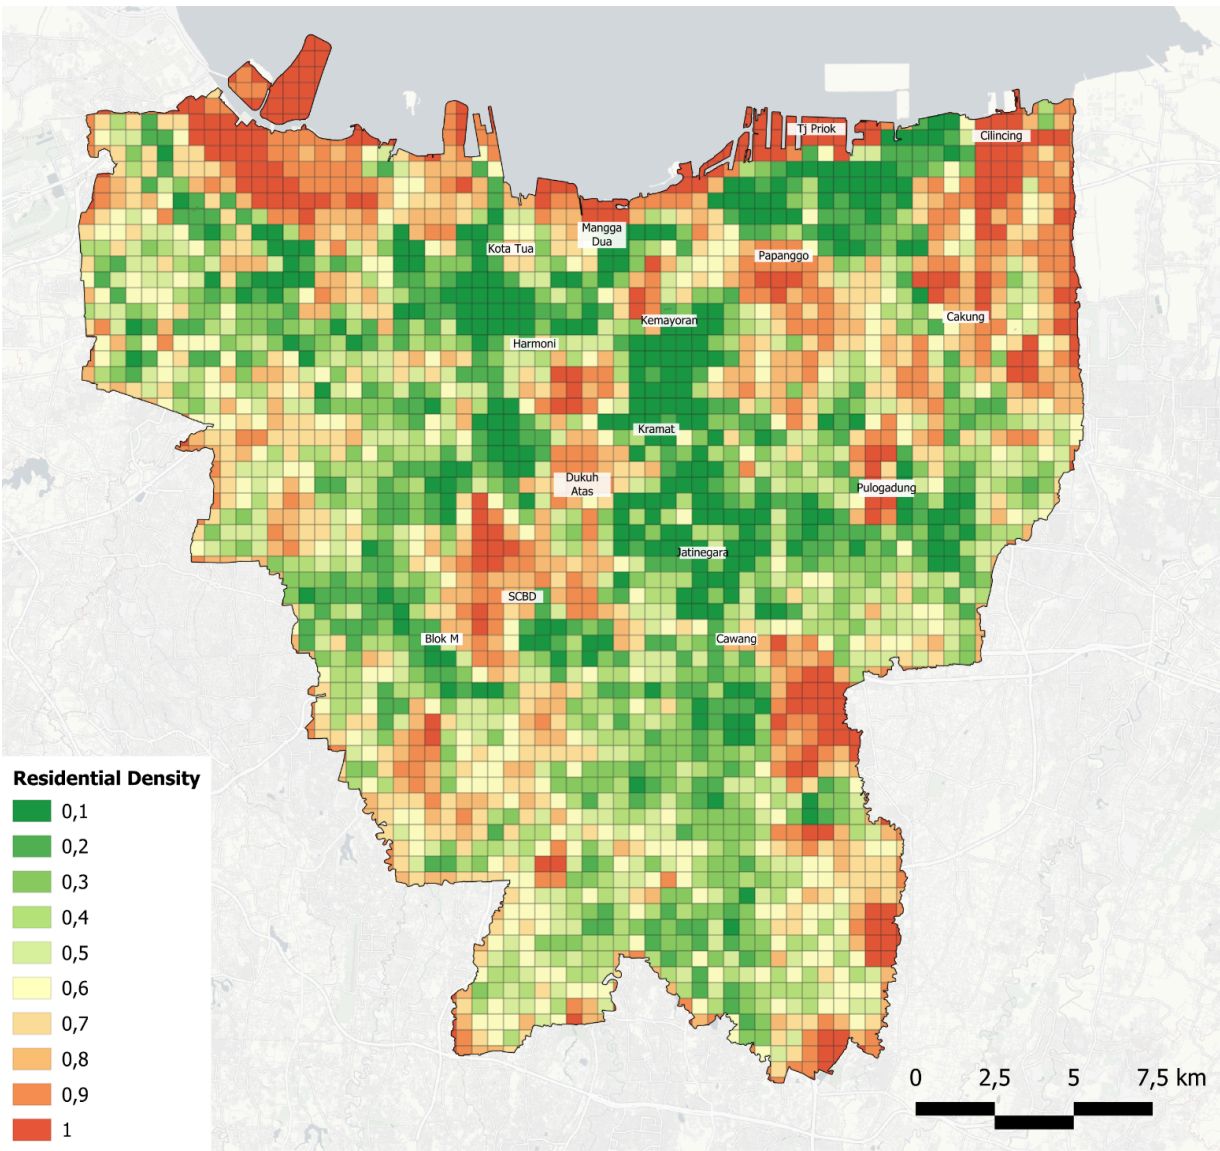 Tj Priok
Cilincing
Mangga
Dua
Kota Tua
Papanggo
Cakung
Kemayoran
Harmoni
Kramat
Dukuh
Atas
Pulogadung
Jatinegara
SCBD
Blok M
Cawang
Residential Density
0,1
0,2
0,3
0,4
0,5
0,6
0,7
0,8
0,9
1
0 2,5 5 7,5 km